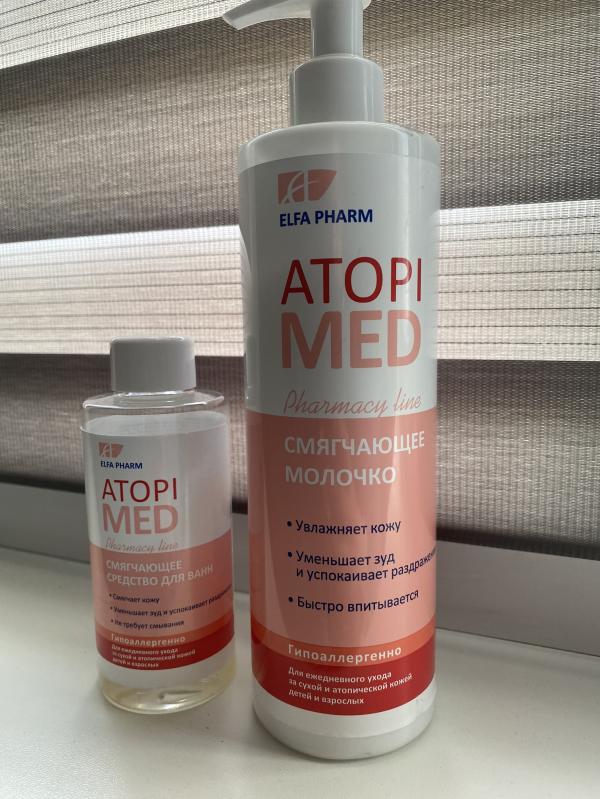 ELFA PHARM
ATOPI
MED
Pharmacy line
СМЯГЧАЮЩЕЕ
МОЛОЧКО
• Увлажняет кожу
• Уменьшает зуд
и успокаивает раздражени
• Быстро впитывается
Гипоаллергенно
Для ежедневного ухода
за сухой и атопической кожей
детей и взрослых
ELFA PHARM
ATOPI
MED
Pharmacy line
СМЯГЧАЮЩЕЕ
СРЕДСТВО ДЛЯ ВАНН
• Смягчает кожу
• Уменьшает зуд и успокаивает раздражени
• Не требует смывания
Гипоаллергенно
Для ежедневного ухода
за сухой и атопической кожей
детей и взрослых